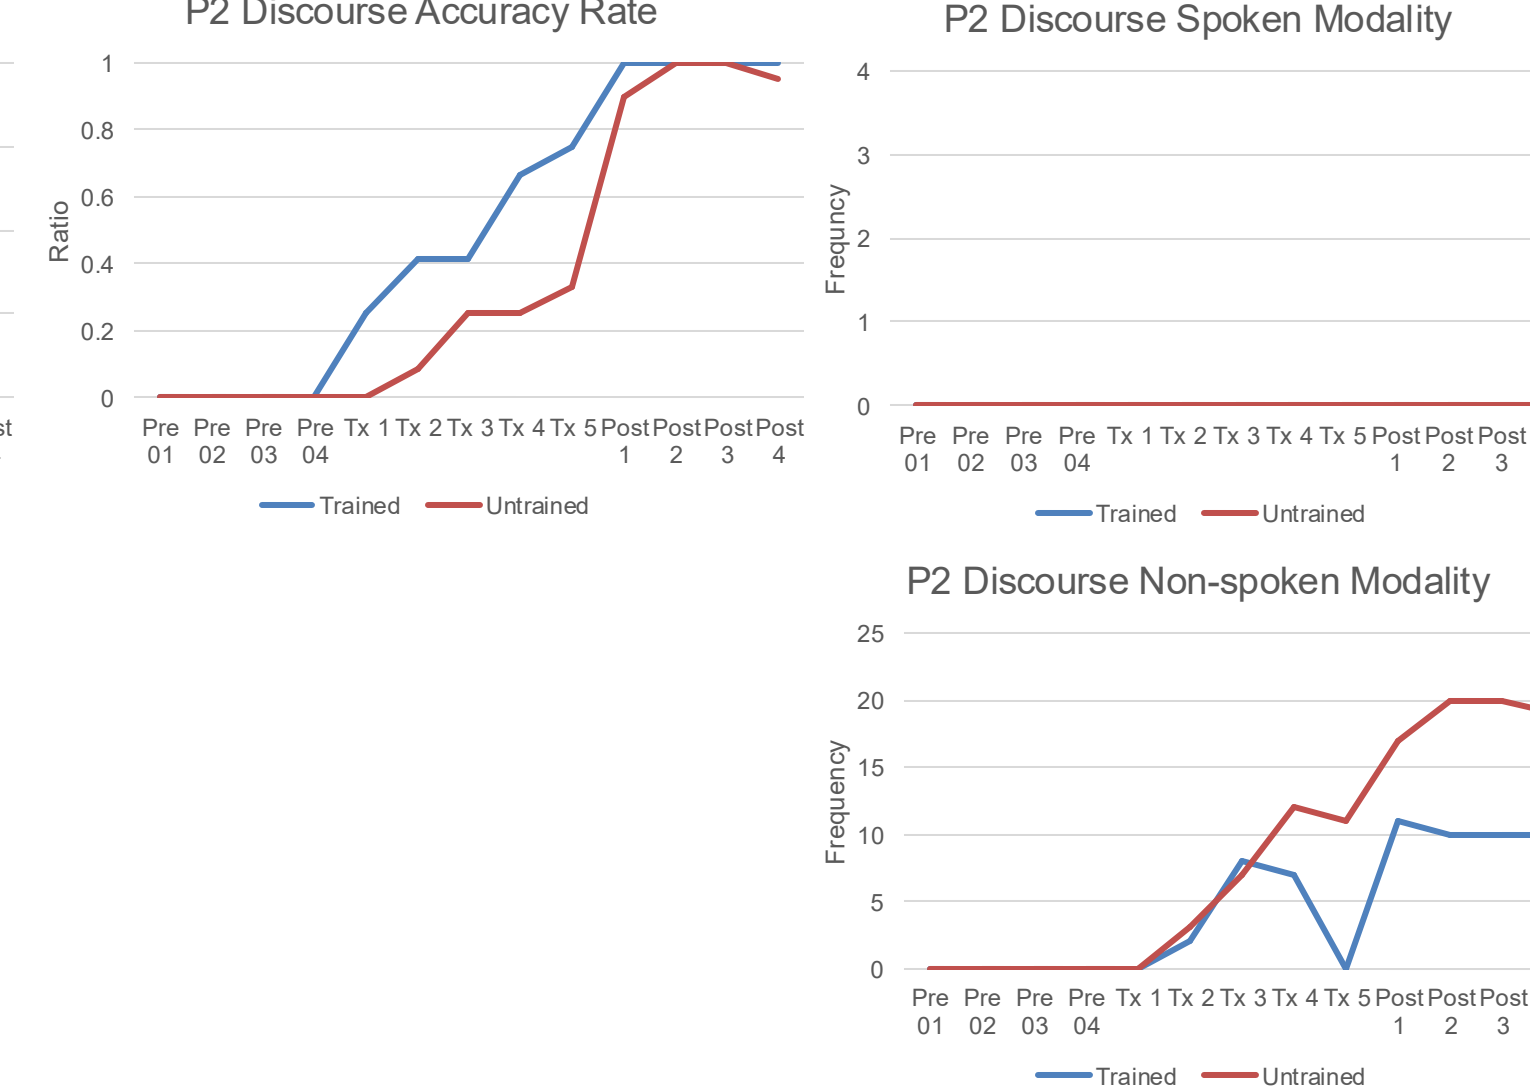 P2 Discourse Accuracy Rate
1
0.8
0.6
0.4
0.2
0
Ratio
Pre 01 Pre 02 Pre 03 Pre 04 Tx 1 Tx 2 Tx 3 Tx 4 Tx 5 Post 1 Post 2 Post 3 Post 4
Trained Untrained
P2 Discourse Spoken Modality
4
3
2
1
0
Frequncy
Pre 01 Pre 02 Pre 03 Pre 04 Tx 1 Tx 2 Tx 3 Tx 4 Tx 5 Post 1 Post 2 Post 3
Trained Untrained
P2 Discourse Non-spoken Modality
25
20
15
10
5
0
Frequency
Pre 01 Pre 02 Pre 03 Pre 04 Tx 1 Tx 2 Tx 3 Tx 4 Tx 5 Post 1 Post 2 Post 3
Trained Untrained